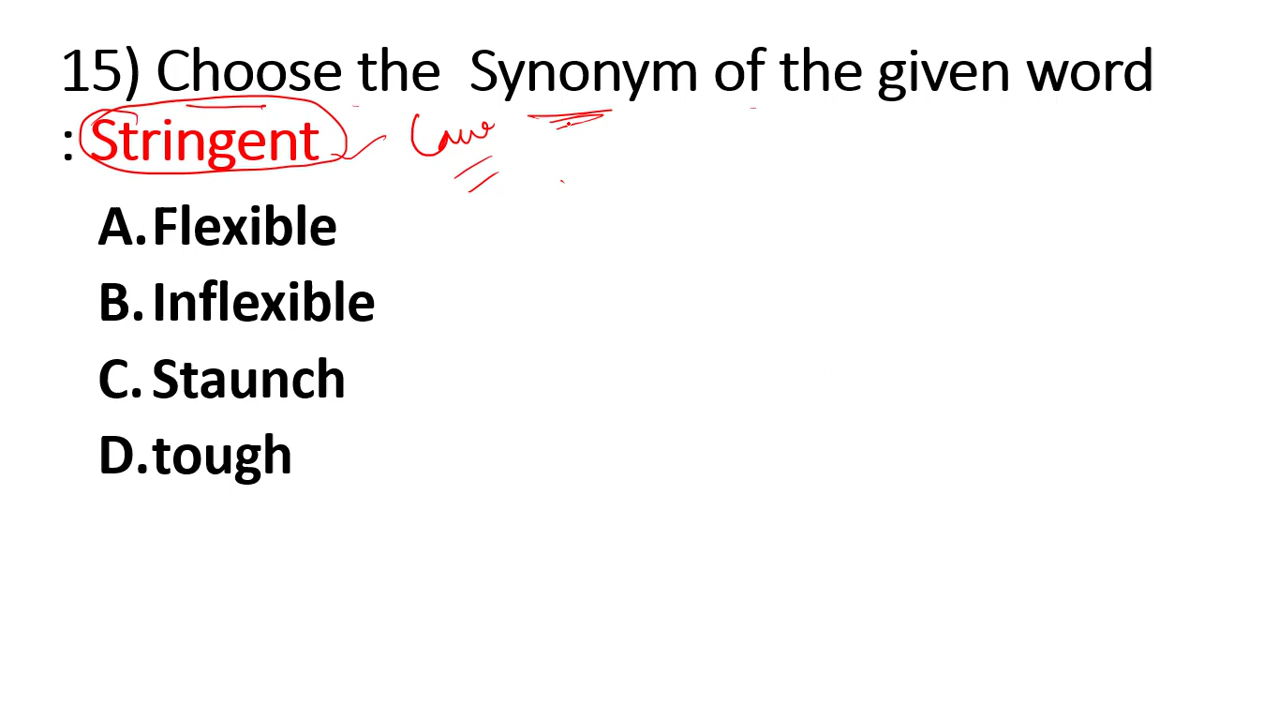 15) Choose the Synonym of the given word
: Stringent
A. Flexible
B. Inflexible
C. Staunch
D. tough